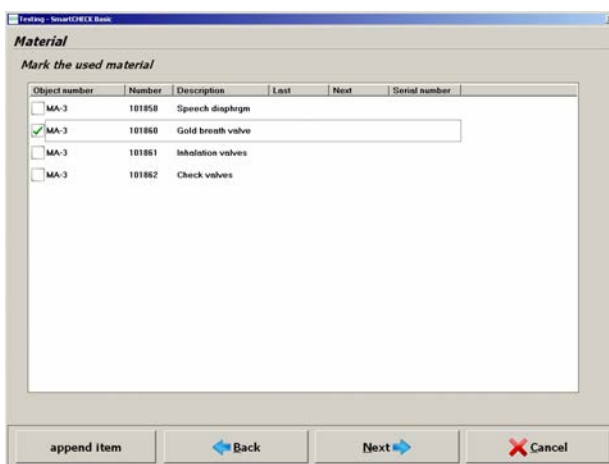 Testing - SmartCHECK Basic
Material
Mark the used material
Object number Number Description Last Next Serial number
MA-3 101858 Speech diaphrgm
MA-3 101860 Gold breath valve
MA-3 101861 Inhalation valves
MA-3 101862 Check valves
append item Back Next Cancel